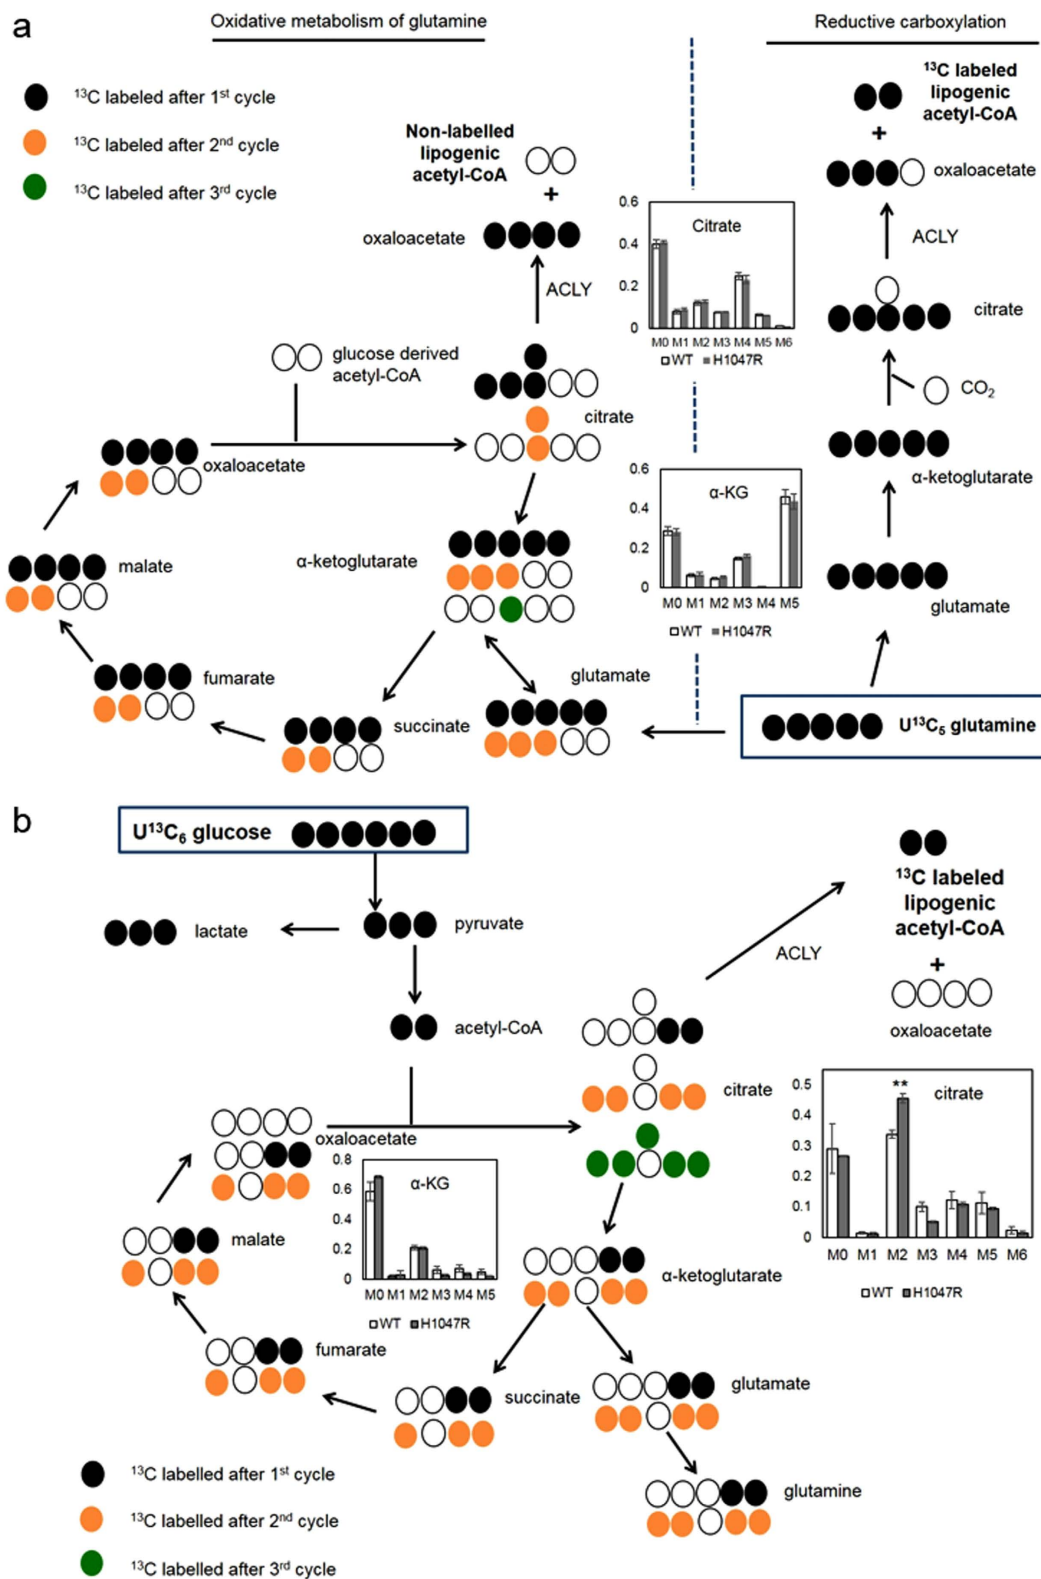 a
Oxidative metabolism of glutamine
Reductive carboxylation
¹³C labeled after 1ˢᵗ cycle
¹³C labeled after 2ⁿᵈ cycle
¹³C labeled after 3ʳᵈ cycle
Non-labelled
lipogenic
acetyl-CoA
+
oxaloacetate
ACLY
glucose derived
acetyl-CoA
citrate
oxaloacetate
α-ketoglutarate
malate
fumarate
succinate
glutamate
0.6
0.4
0.2
0
Citrate
M0 M1 M2 M3 M4 M5 M6
WT H1047R
0.6
0.4
0.2
0
α-KG
M0 M1 M2 M3 M4 M5
WT H1047R
¹³C labeled
lipogenic
acetyl-CoA
+
oxaloacetate
ACLY
citrate
CO₂
α-ketoglutarate
glutamate
U¹³C₅ glutamine
b
U¹³C₆ glucose
lactate
pyruvate
acetyl-CoA
ACLY
¹³C labeled
lipogenic
acetyl-CoA
+
oxaloacetate
citrate
oxaloacetate
0.8
0.6
0.4
0.2
0
α-KG
M0 M1 M2 M3 M4 M5
WT H1047R
0.5
0.4
0.3
0.2
0.1
0
**
citrate
M0 M1 M2 M3 M4 M5 M6
WT H1047R
malate
α-ketoglutarate
fumarate
succinate
glutamate
glutamine
¹³C labelled after 1ˢᵗ cycle
¹³C labelled after 2ⁿᵈ cycle
¹³C labelled after 3ʳᵈ cycle